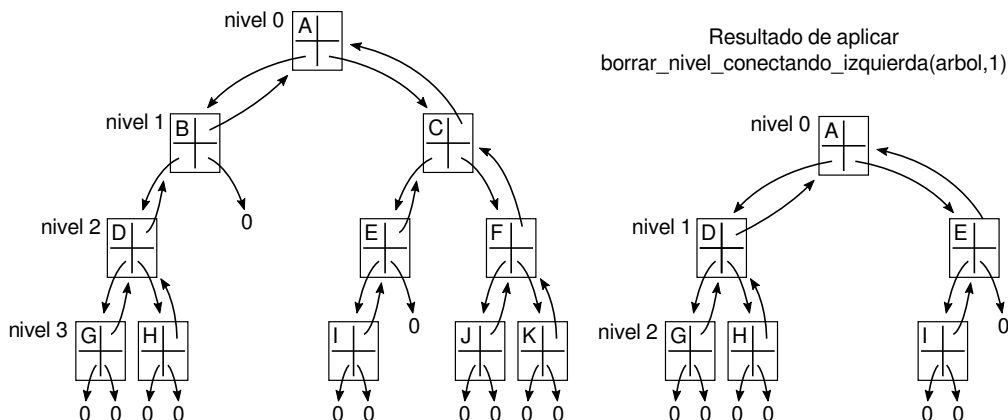 nivel 0
A
Resultado de aplicar
borrar_nivel_conectando_izquierda(arbol,1)
nivel 1
B
C
nivel 0
A
nivel 2
D
0
E
F
nivel 1
D
E
nivel 3
G
H
I
0
J
K
nivel 2
G
H
I
0
0 0 0 0
0 0
0 0 0 0
0 0 0 0
0 0